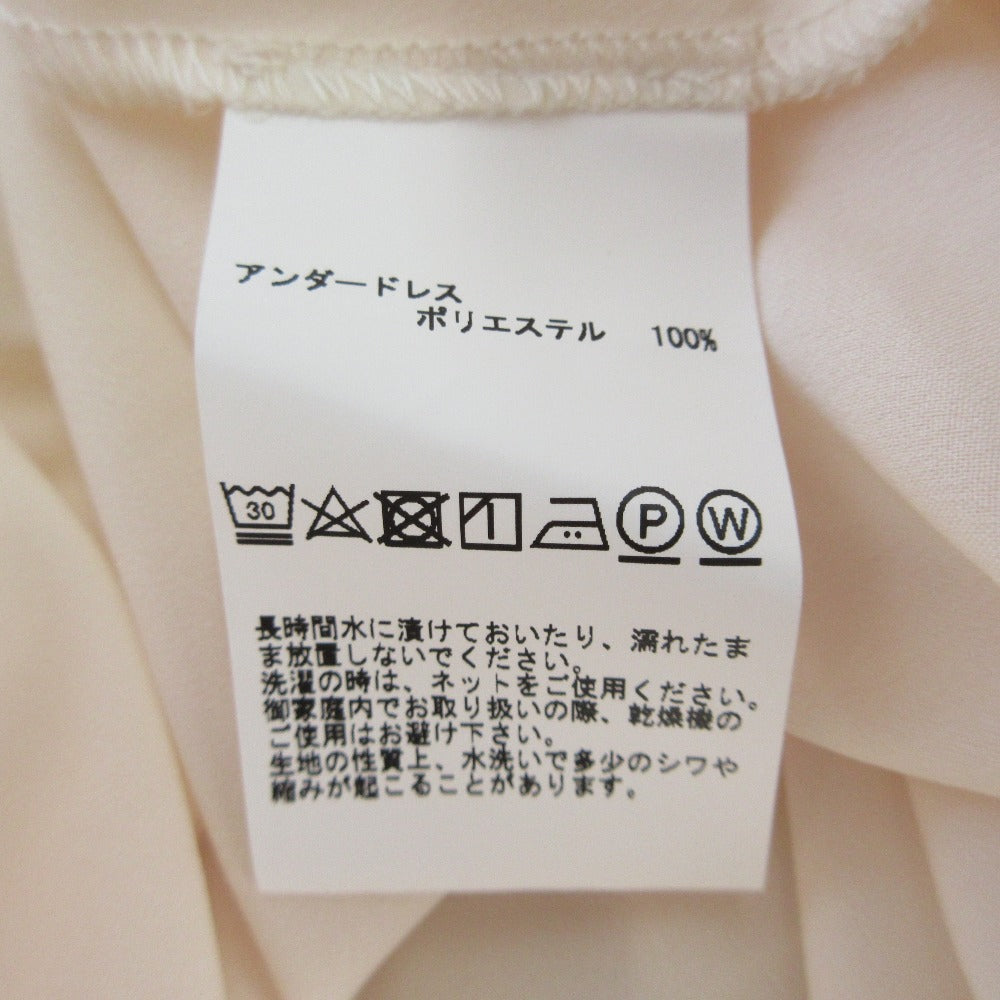 アンダードレス
ポリエステル 100%
30 P W
長時間水に漬けておいたり、濡れたま
ま放置しないでください。
洗濯の時は、ネットをご使用ください。
御家庭内でお取り扱いの際、乾燥機の
ご使用はお避け下さい。
生地の性質上、水洗いで多少のシワや
縮みが起こることがあります。